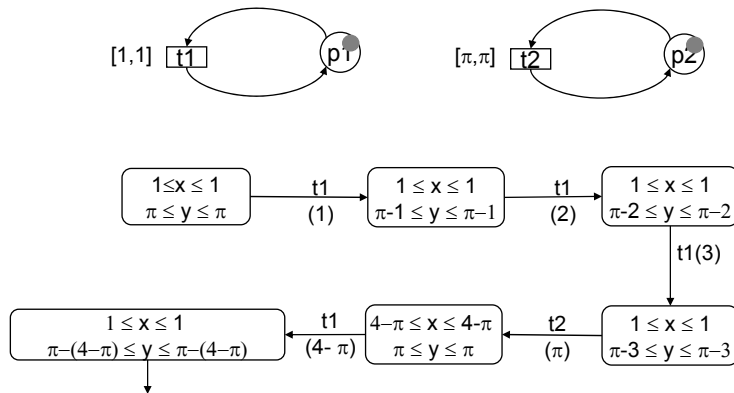 [1,1] t1 p1 [π,π] t2 p2
1≤x ≤ 1 t1 1 ≤ x ≤ 1 t1 1 ≤ x ≤ 1
π ≤ y ≤ π (1) π-1 ≤ y ≤ π−1 (2) π-2 ≤ y ≤ π−2
t1(3)
1 ≤ x ≤ 1 t1 4−π ≤ x ≤ 4-π t2 1 ≤ x ≤ 1
π−(4−π) ≤ y ≤ π−(4−π) (4- π) π ≤ y ≤ π (π) π-3 ≤ y ≤ π-3